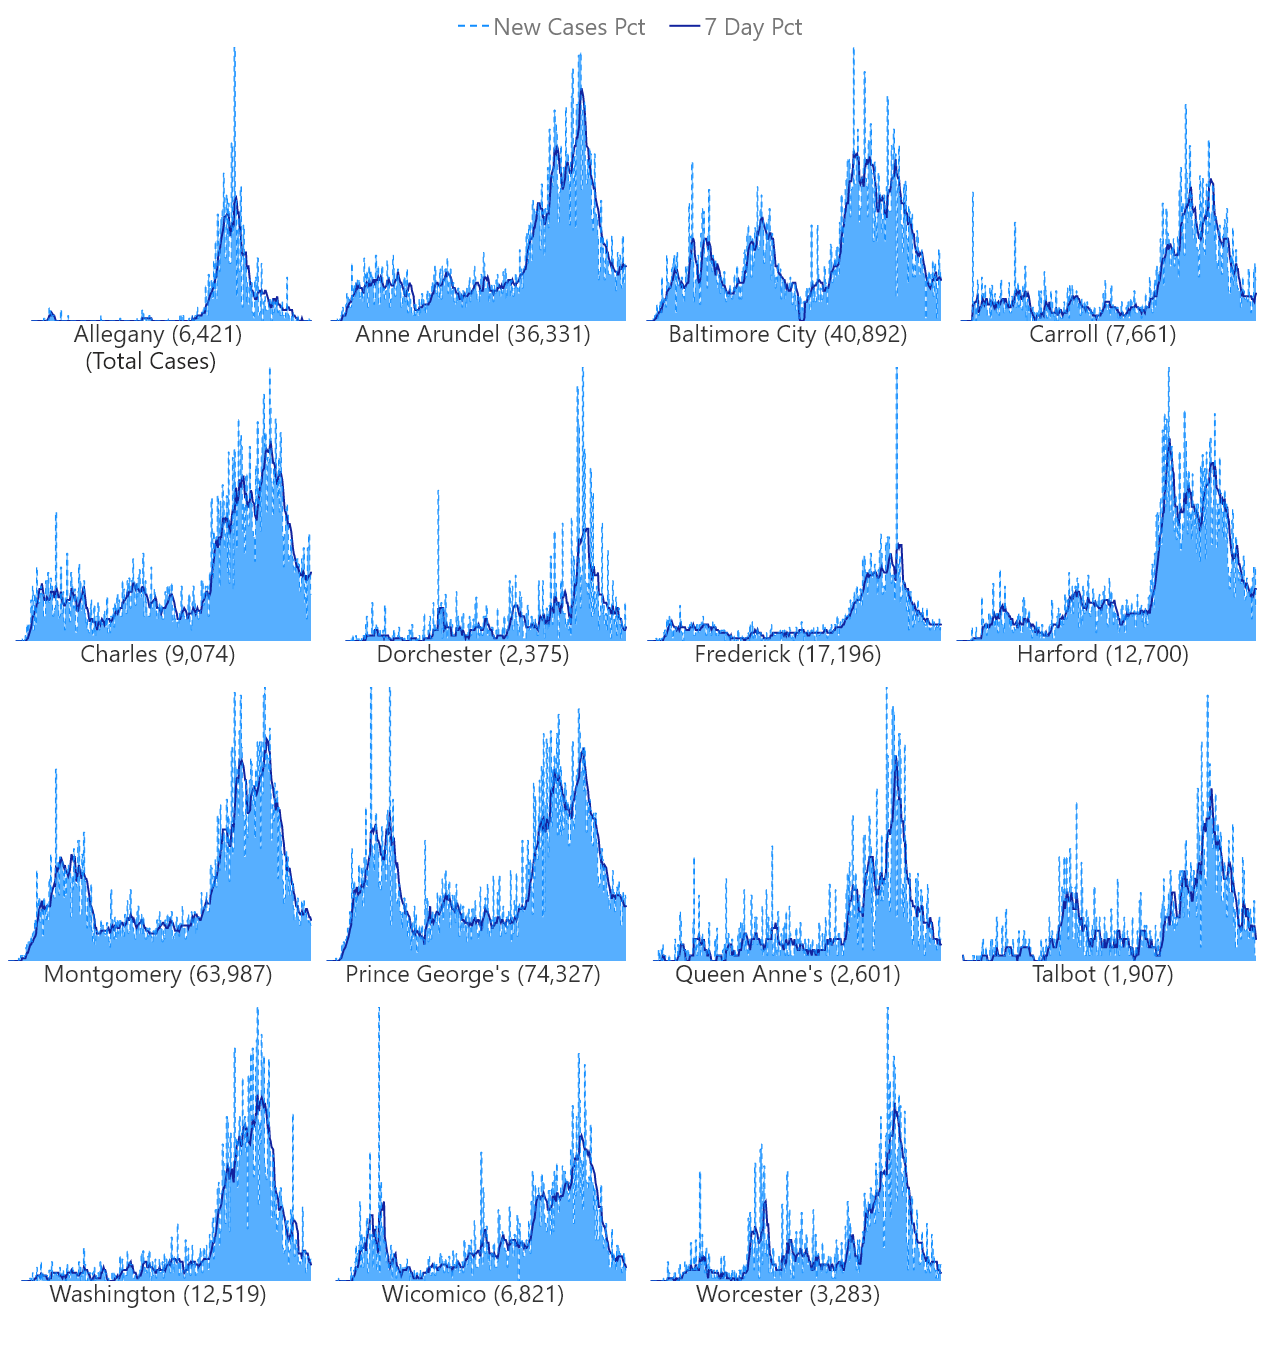 New Cases Pct 7 Day Pct
Allegany (6,421)
(Total Cases)
Anne Arundel (36,331)
Baltimore City (40,892)
Carroll (7,661)
Charles (9,074)
Dorchester (2,375)
Frederick (17,196)
Harford (12,700)
Montgomery (63,987)
Prince George's (74,327)
Queen Anne's (2,601)
Talbot (1,907)
Washington (12,519)
Wicomico (6,821)
Worcester (3,283)